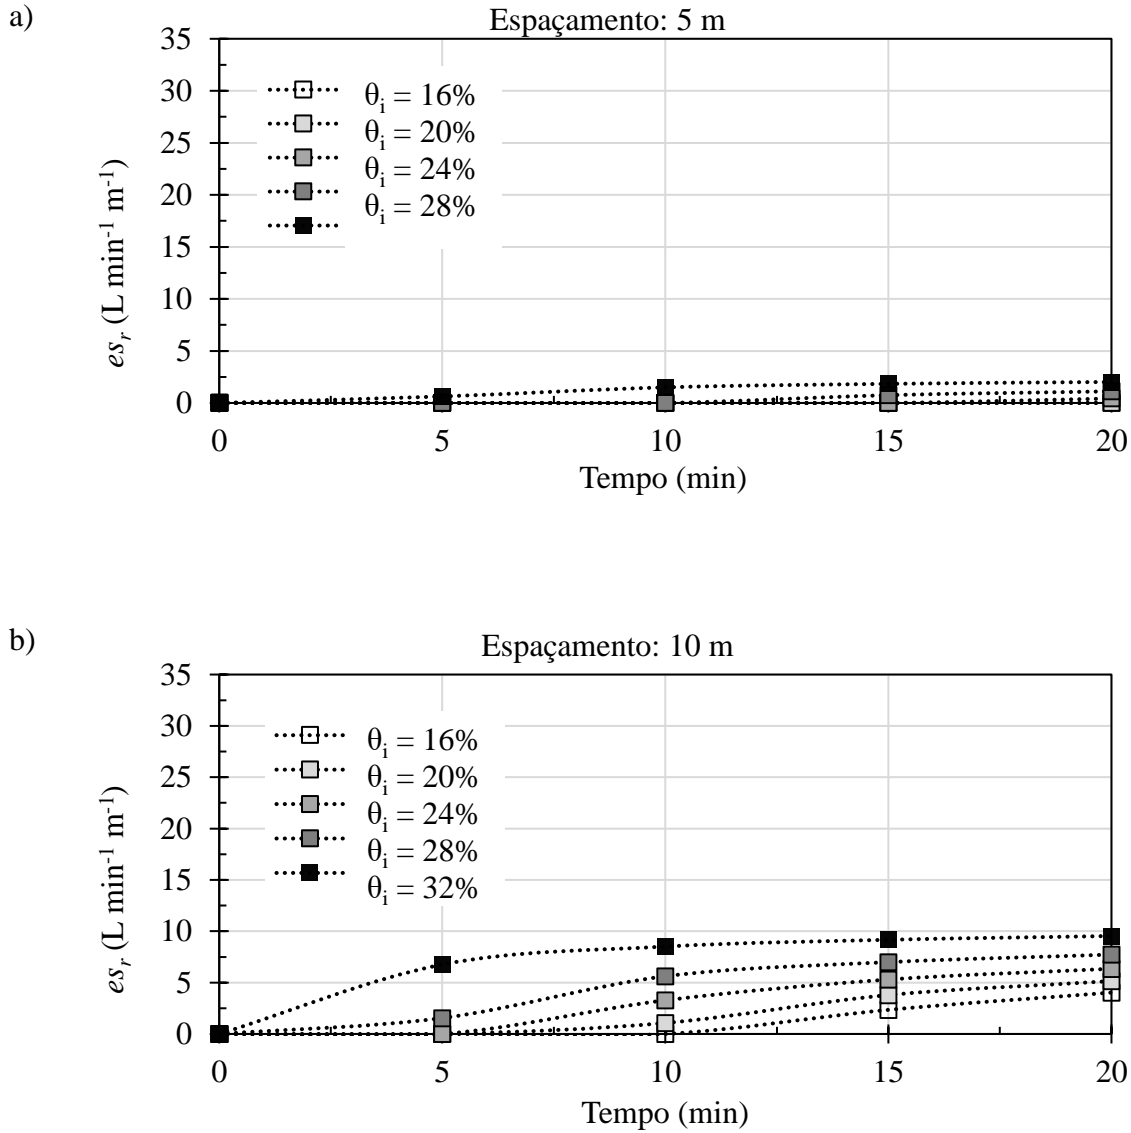 a)
Espaçamento: 5 m
35
30
25
20
15
10
5
0
es_r (L min⁻¹ m⁻¹)
θ_i = 16%
θ_i = 20%
θ_i = 24%
θ_i = 28%
0 5 10 15 20
Tempo (min)
b)
Espaçamento: 10 m
35
30
25
20
15
10
5
0
es_r (L min⁻¹ m⁻¹)
θ_i = 16%
θ_i = 20%
θ_i = 24%
θ_i = 28%
θ_i = 32%
0 5 10 15 20
Tempo (min)